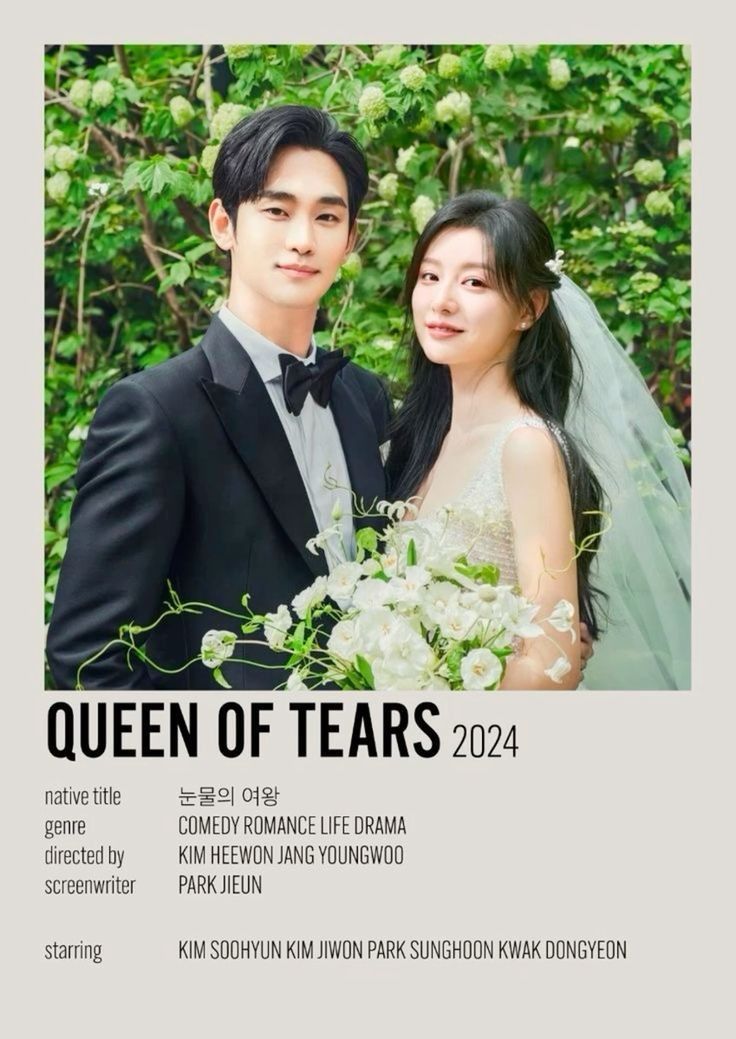 QUEEN OF TEARS 2024
native title 눈물의 여왕
genre COMEDY ROMANCE LIFE DRAMA
directed by KIM HEEWON JANG YOUNGWOO
screenwriter PARK JIEUN
starring KIM SOOHYUN KIM JIWON PARK SUNGHOON KWAK DONGYEON